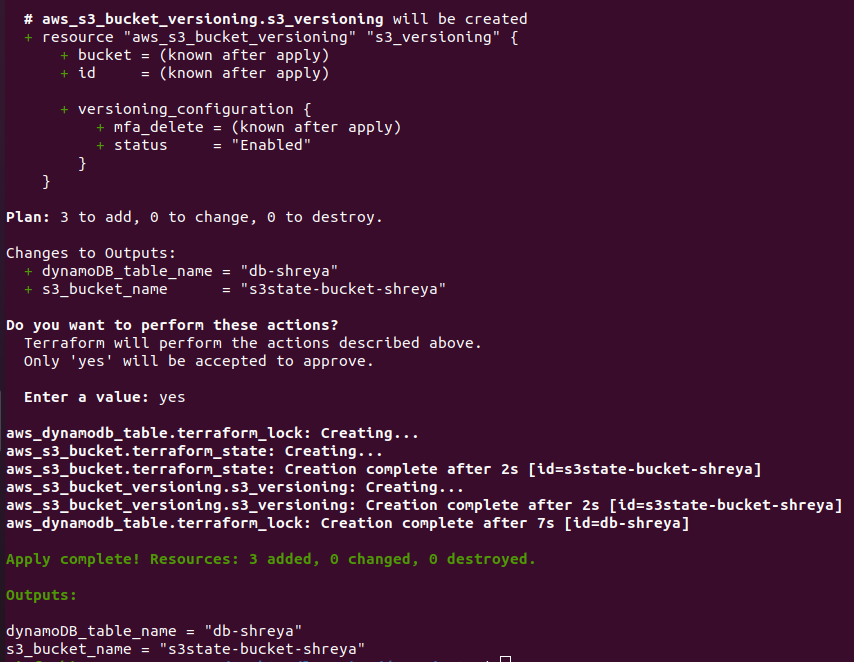 # aws_s3_bucket_versioning.s3_versioning will be created
+ resource "aws_s3_bucket_versioning" "s3_versioning" {
+ bucket = (known after apply)
+ id     = (known after apply)
+ versioning_configuration {
+ mfa_delete = (known after apply)
+ status     = "Enabled"
}
}
Plan: 3 to add, 0 to change, 0 to destroy.
Changes to Outputs:
+ dynamoDB_table_name = "db-shreya"
+ s3_bucket_name      = "s3state-bucket-shreya"
Do you want to perform these actions?
Terraform will perform the actions described above.
Only 'yes' will be accepted to approve.
Enter a value: yes
aws_dynamodb_table.terraform_lock: Creating...
aws_s3_bucket.terraform_state: Creating...
aws_s3_bucket.terraform_state: Creation complete after 2s [id=s3state-bucket-shreya]
aws_s3_bucket_versioning.s3_versioning: Creating...
aws_s3_bucket_versioning.s3_versioning: Creation complete after 2s [id=s3state-bucket-shreya]
aws_dynamodb_table.terraform_lock: Creation complete after 7s [id=db-shreya]
Apply complete! Resources: 3 added, 0 changed, 0 destroyed.
Outputs:
dynamoDB_table_name = "db-shreya"
s3_bucket_name = "s3state-bucket-shreya"